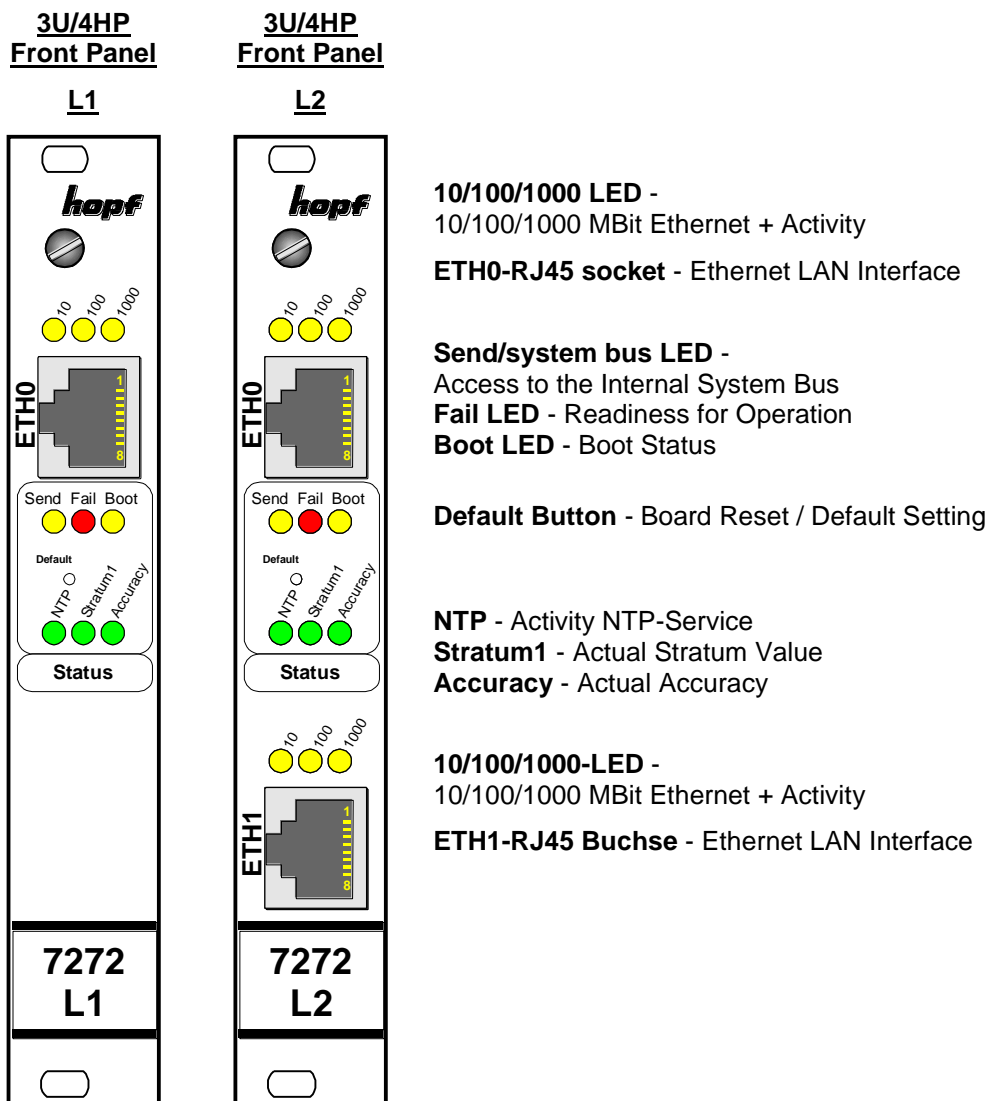 3U/4HP
Front Panel
L1
3U/4HP
Front Panel
L2
hopf
10 100 1000
ETH0
1
8
Send Fail Boot
Default
NTP Stratum1 Accuracy
Status
7272
L1
hopf
10 100 1000
ETH0
1
8
Send Fail Boot
Default
NTP Stratum1 Accuracy
Status
10 100 1000
ETH1
1
8
7272
L2
10/100/1000 LED -
10/100/1000 MBit Ethernet + Activity
ETH0-RJ45 socket - Ethernet LAN Interface
Send/system bus LED -
Access to the Internal System Bus
Fail LED - Readiness for Operation
Boot LED - Boot Status
Default Button - Board Reset / Default Setting
NTP - Activity NTP-Service
Stratum1 - Actual Stratum Value
Accuracy - Actual Accuracy
10/100/1000-LED -
10/100/1000 MBit Ethernet + Activity
ETH1-RJ45 Buchse - Ethernet LAN Interface